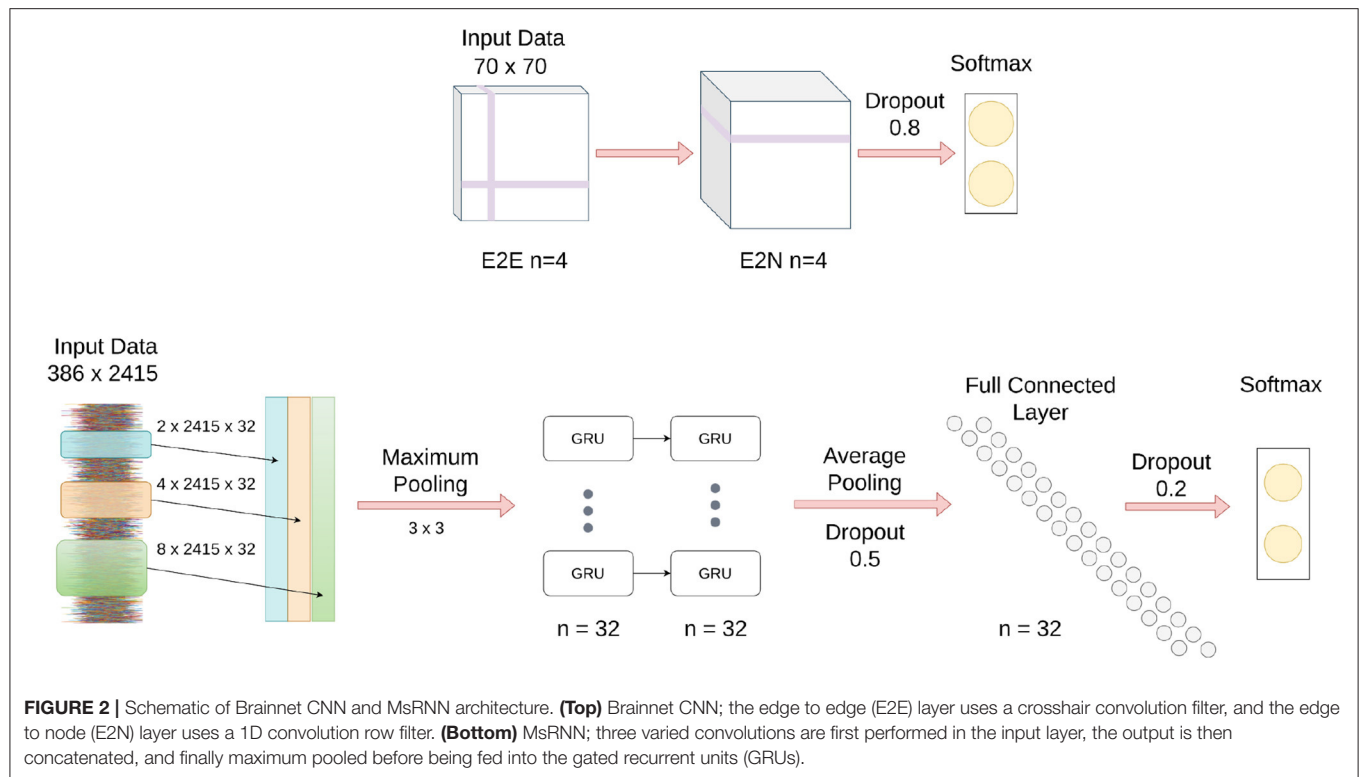 Input Data
70 x 70
Softmax
Dropout
0.8
E2E n=4
E2N n=4
Input Data
386 x 2415
2 x 2415 x 32
4 x 2415 x 32
8 x 2415 x 32
Maximum
Pooling
3 x 3
GRU
GRU
GRU
GRU
n = 32
n = 32
Average
Pooling
Dropout
0.5
Full Connected
Layer
n = 32
Dropout
0.2
Softmax
FIGURE 2 | Schematic of Brainnet CNN and MsRNN architecture. (Top) Brainnet CNN; the edge to edge (E2E) layer uses a crosshair convolution filter, and the edge
to node (E2N) layer uses a 1D convolution row filter. (Bottom) MsRNN; three varied convolutions are first performed in the input layer, the output is then
concatenated, and finally maximum pooled before being fed into the gated recurrent units (GRUs).